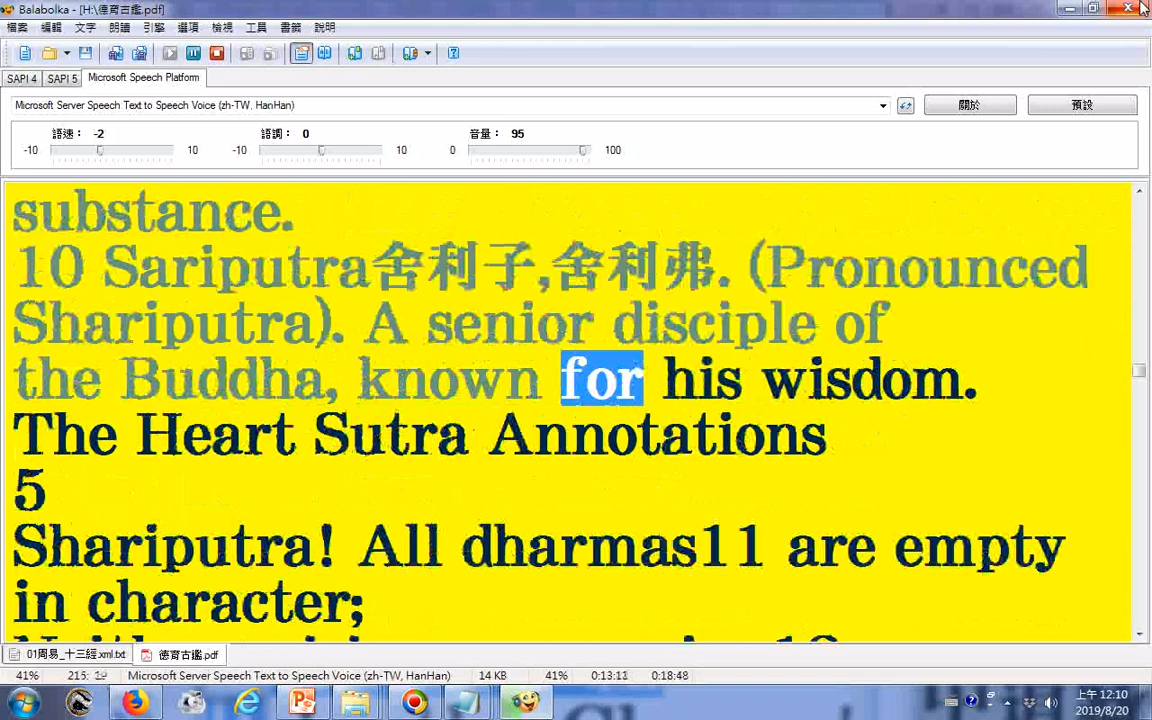 Balabolka - [H:\德育古鑑.pdf]
檔案 編輯 文字 朗讀 引擎 選項 檢視 工具 書籤 說明
SAPI 4 SAPI 5 Microsoft Speech Platform
Microsoft Server Speech Text to Speech Voice (zh-TW, HanHan) 關於 預設
語速： -2 語調： 0 音量： 95
-10 10 -10 10 0 100
substance.
10 Sariputra舍利子,舍利弗. (Pronounced
Shariputra). A senior disciple of
the Buddha, known for his wisdom.
The Heart Sutra Annotations
5
Shariputra! All dharmas11 are empty
in character;
01周易_十三經.xml.txt 德育古鑑.pdf
41% 215: Microsoft Server Speech Text to Speech Voice (zh-TW, HanHan) 14 KB 41% 0:13:11 0:18:48
上午 12:10
2019/8/20